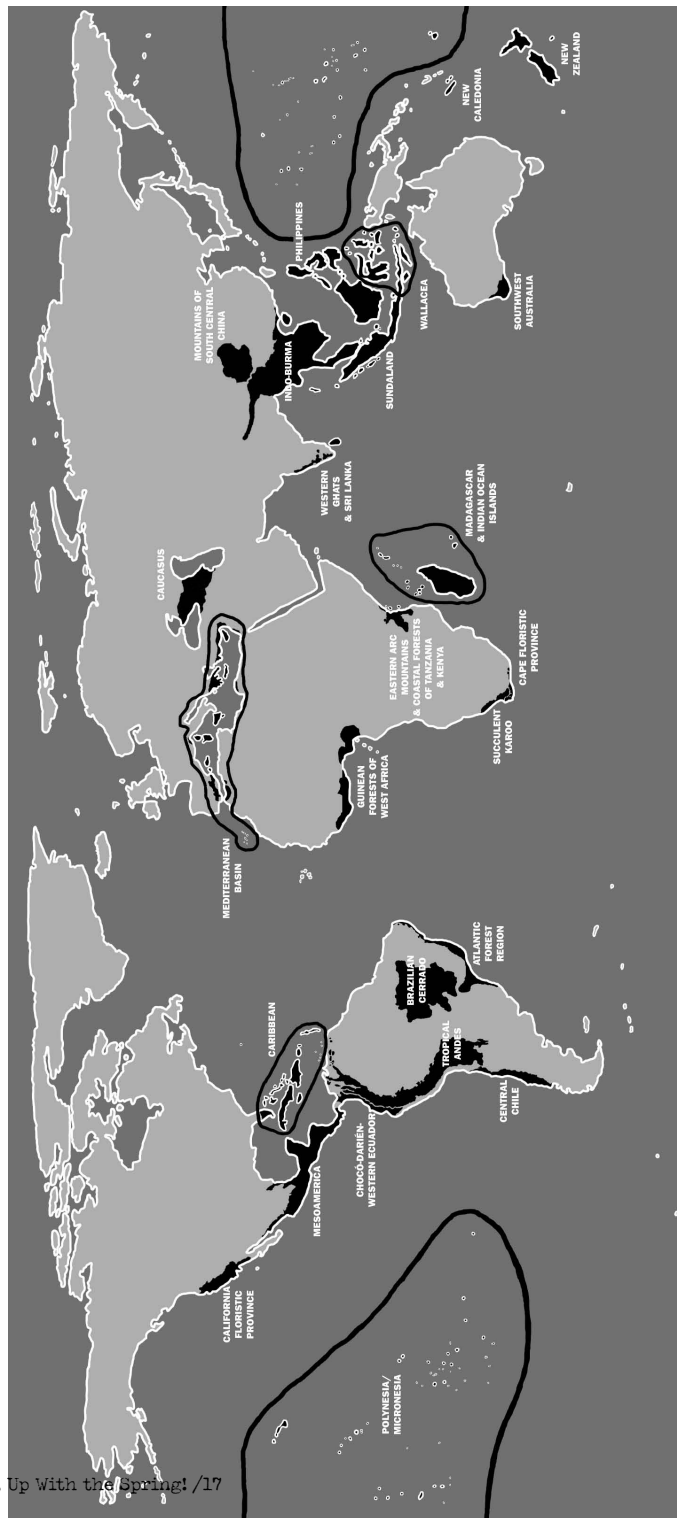 CALIFORNIA
FLORISTIC
PROVINCE
MESOAMERICA
CARIBBEAN
CHOCÓ-DARIÉN-
WESTERN ECUADOR
POLYNESIA/
MICRONESIA
TROPICAL
ANDES
BRAZILIAN
CERRADO
CENTRAL
CHILE
ATLANTIC
FOREST
REGION
MEDITERRANEAN
BASIN
CAUCASUS
GUINEAN
FORESTS OF
WEST AFRICA
EASTERN ARC
MOUNTAINS
& COASTAL FORESTS
OF TANZANIA
& KENYA
SUCCULENT
KAROO
CAPE FLORISTIC
PROVINCE
MADAGASCAR
& INDIAN OCEAN
ISLANDS
WESTERN
GHATS
& SRI LANKA
MOUNTAINS OF
SOUTH CENTRAL
CHINA
INDO-BURMA
PHILIPPINES
SUNDALAND
WALLACEA
SOUTHWEST
AUSTRALIA
NEW
CALEDONIA
NEW
ZEALAND
Up With the Spring! /17